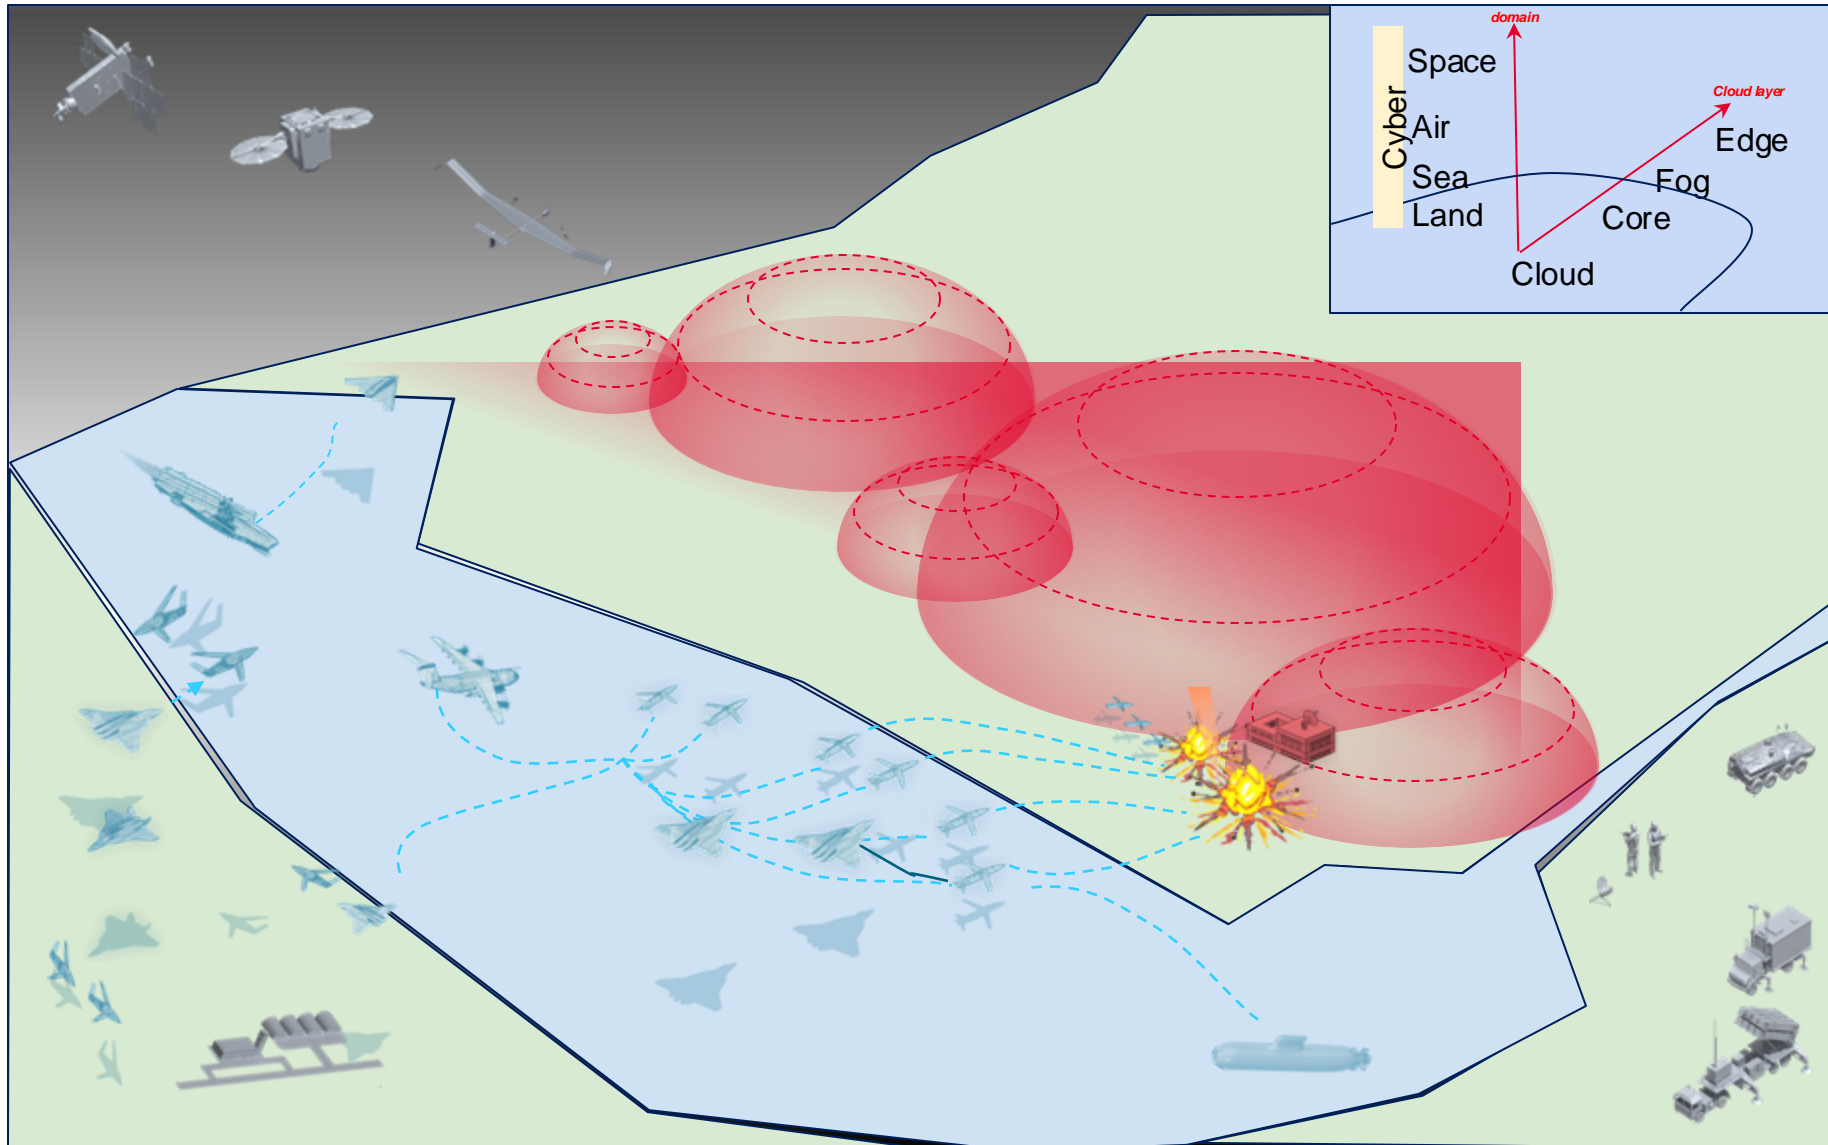 domain
Space
Cloud layer
Cyber
Air
Edge
Sea
Fog
Land
Core
Cloud